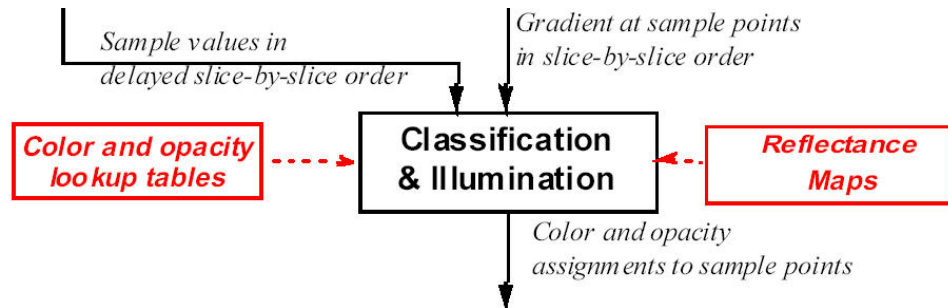 Sample values in
delayed slice-by-slice order
Gradient at sample points
in slice-by-slice order
Color and opacity
lookup tables
Classification
& Illumination
Reflectance
Maps
Color and opacity
assignments to sample points